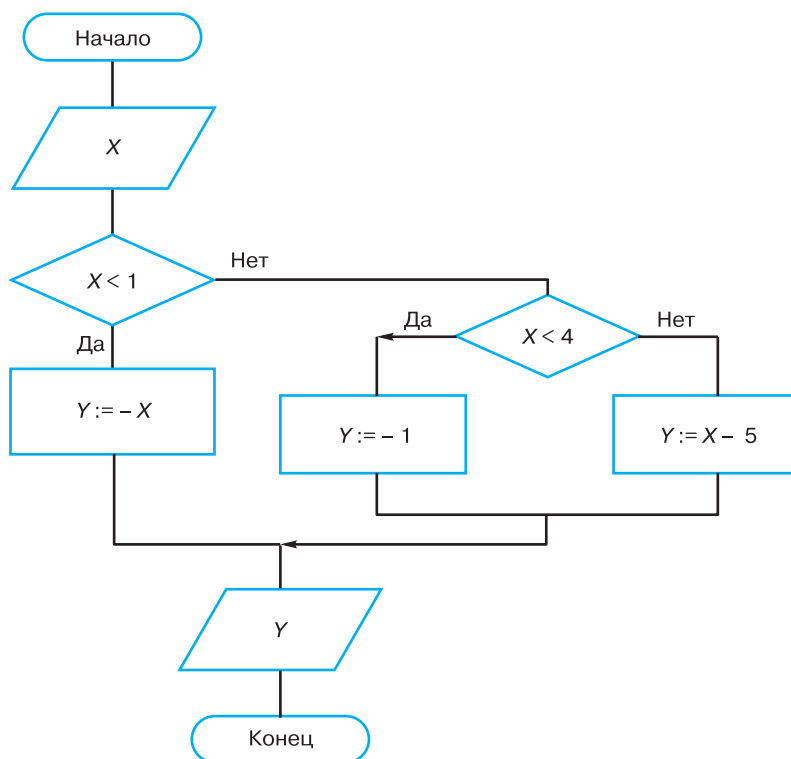 Начало
X
X < 1
Нет
Да
X < 4
Да
Нет
Y := – X
Y := – 1
Y := X – 5
Y
Конец